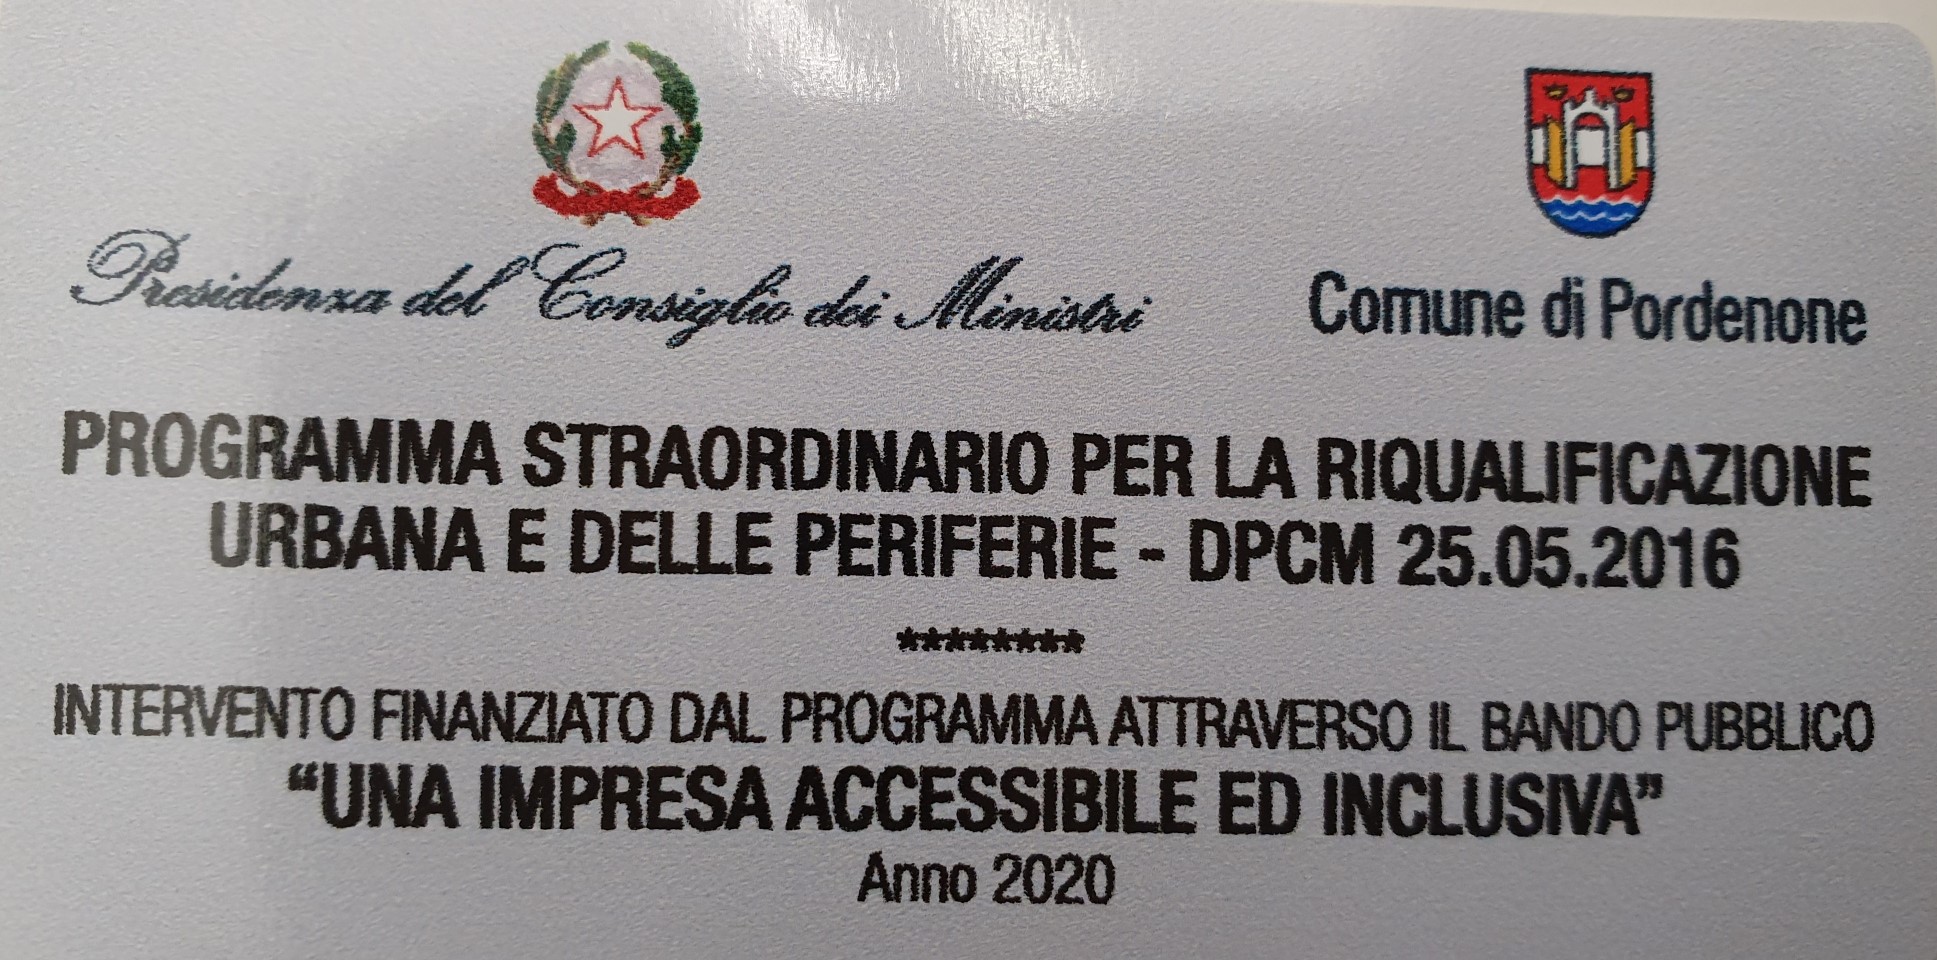 Presidenza del Consiglio dei Ministri
Comune di Pordenone
PROGRAMMA STRAORDINARIO PER LA RIQUALIFICAZIONE
URBANA E DELLE PERIFERIE - DPCM 25.05.2016
********
INTERVENTO FINANZIATO DAL PROGRAMMA ATTRAVERSO IL BANDO PUBBLICO
“UNA IMPRESA ACCESSIBILE ED INCLUSIVA”
Anno 2020